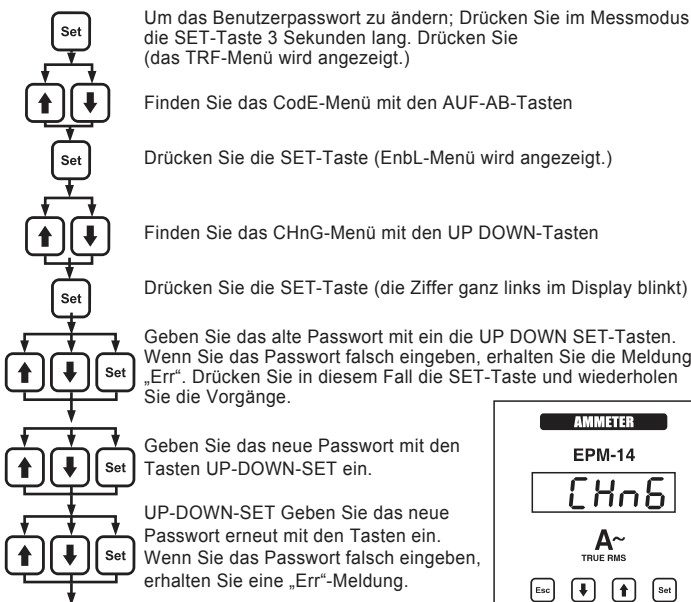 Set
Um das Benutzerpasswort zu ändern; Drücken Sie im Messmodus
die SET-Taste 3 Sekunden lang. Drücken Sie
(das TRF-Menü wird angezeigt.)
Finden Sie das CodE-Menü mit den AUF-AB-Tasten
Set
Drücken Sie die SET-Taste (EnbL-Menü wird angezeigt.)
Finden Sie das CHnG-Menü mit den UP DOWN-Tasten
Set
Drücken Sie die SET-Taste (die Ziffer ganz links im Display blinkt)
Set
Geben Sie das alte Passwort mit ein die UP DOWN SET-Tasten.
Wenn Sie das Passwort falsch eingeben, erhalten Sie die Meldung
„Err“. Drücken Sie in diesem Fall die SET-Taste und wiederholen
Sie die Vorgänge.
Set
Geben Sie das neue Passwort mit den
Tasten UP-DOWN-SET ein.
Set
UP-DOWN-SET Geben Sie das neue
Passwort erneut mit den Tasten ein.
Wenn Sie das Passwort falsch eingeben,
erhalten Sie eine „Err“-Meldung.
AMMETER
EPM-14
CHnG
A~
TRUE RMS
Esc Set